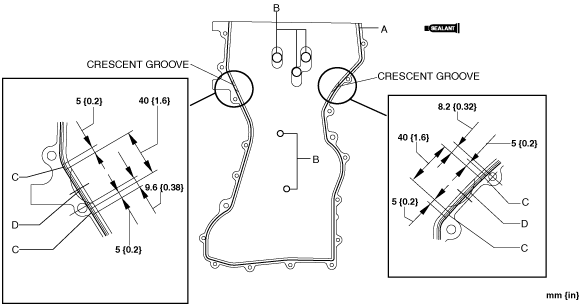 B
A
SEALANT
CRESCENT GROOVE
CRESCENT GROOVE
5 {0.2}
40 {1.6}
C
D
9.6 {0.38}
C
5 {0.2}
B
8.2 {0.32}
40 {1.6}
5 {0.2}
5 {0.2}
C
D
C
mm {in}